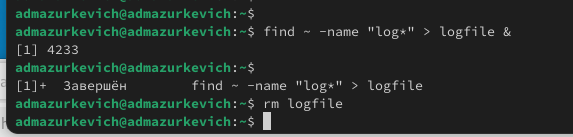 admazurkevich@admazurkevich:~$
admazurkevich@admazurkevich:~$ find ~ -name "log*" > logfile &
[1] 4233
admazurkevich@admazurkevich:~$
[1]+  Завершён        find ~ -name "log*" > logfile
admazurkevich@admazurkevich:~$ rm logfile
admazurkevich@admazurkevich:~$